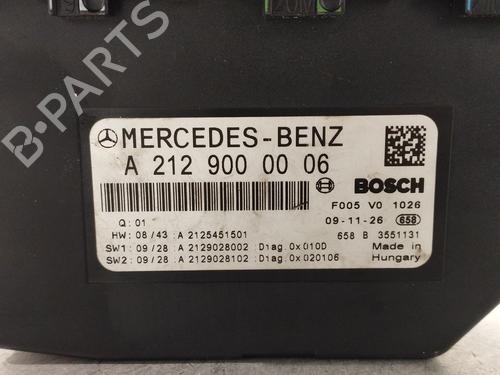 S 20M
B-PARTS
MERCEDES-BENZ
A 212 900 00 06
BOSCH
Q: 01
F005 V0 1026
HW: 08/43 A 2125451501
09-11-26 658
SW1: 09/28 A 2129028002 Diag:0x010D
658 B 3551131
SW2: 09/28 A 2129028102 Diag:0x020106
Made in
Hungary